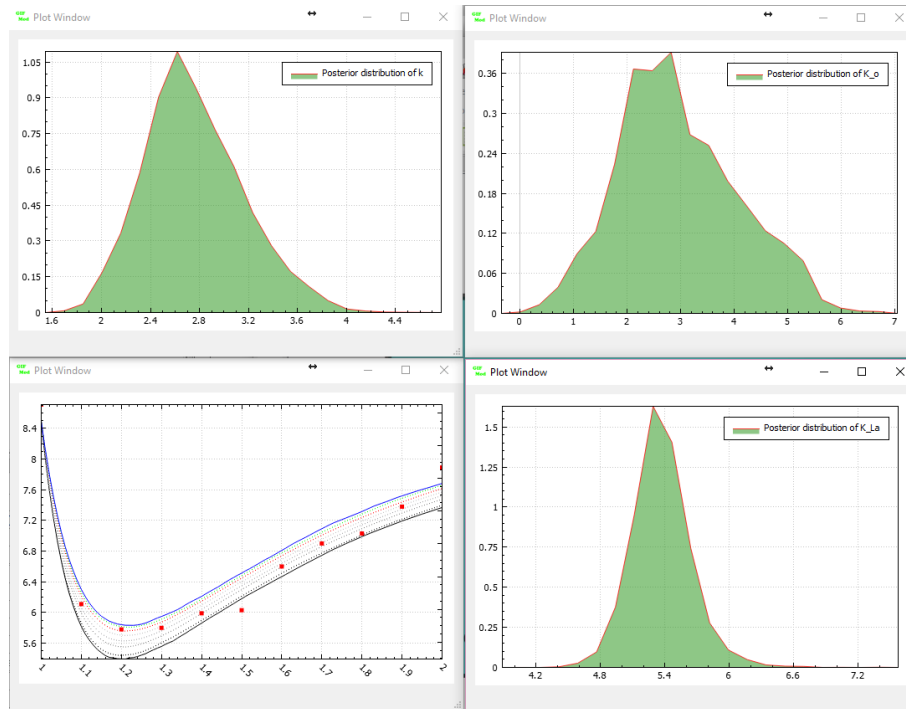 GIF
Mod
Plot Window
Posterior distribution of k
1.05
0.9
0.75
0.6
0.45
0.3
0.15
0
1.6 2 2.4 2.8 3.2 3.6 4 4.4
Plot Window
Posterior distribution of K_o
0.36
0.3
0.24
0.18
0.12
0.06
0
0 1 2 3 4 5 6 7
Plot Window
8.4
8
7.6
7.2
6.8
6.4
6
5.6
1 1.1 1.2 1.3 1.4 1.5 1.6 1.7 1.8 1.9 2
Plot Window
Posterior distribution of K_La
1.5
1.25
1
0.75
0.5
0.25
0
4.2 4.8 5.4 6 6.6 7.2